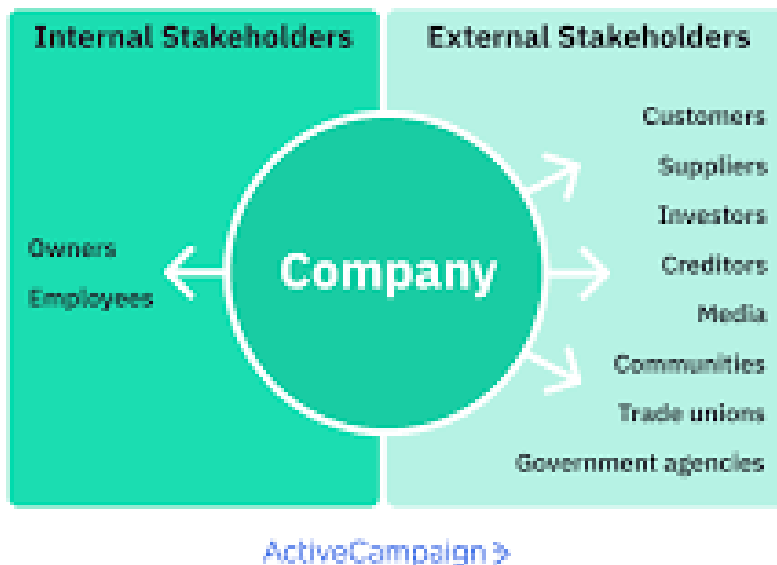 Internal Stakeholders
External Stakeholders
Owners
Employees
Company
Customers
Suppliers
Investors
Creditors
Media
Communities
Trade unions
Government agencies
ActiveCampaign